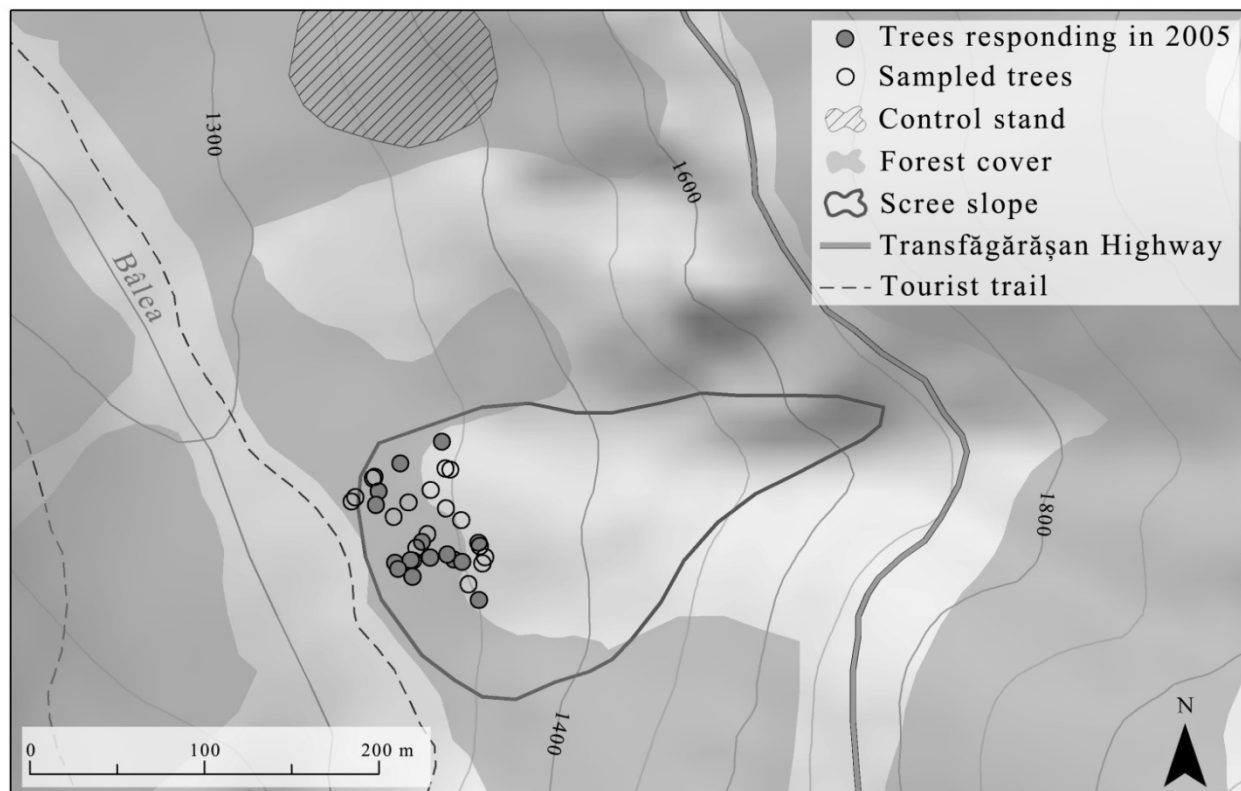 Trees responding in 2005
Sampled trees
Control stand
Forest cover
Scree slope
Transfăgărășan Highway
Tourist trail
1300
1600
Bâlea
1800
1400
N
0 100 200 m